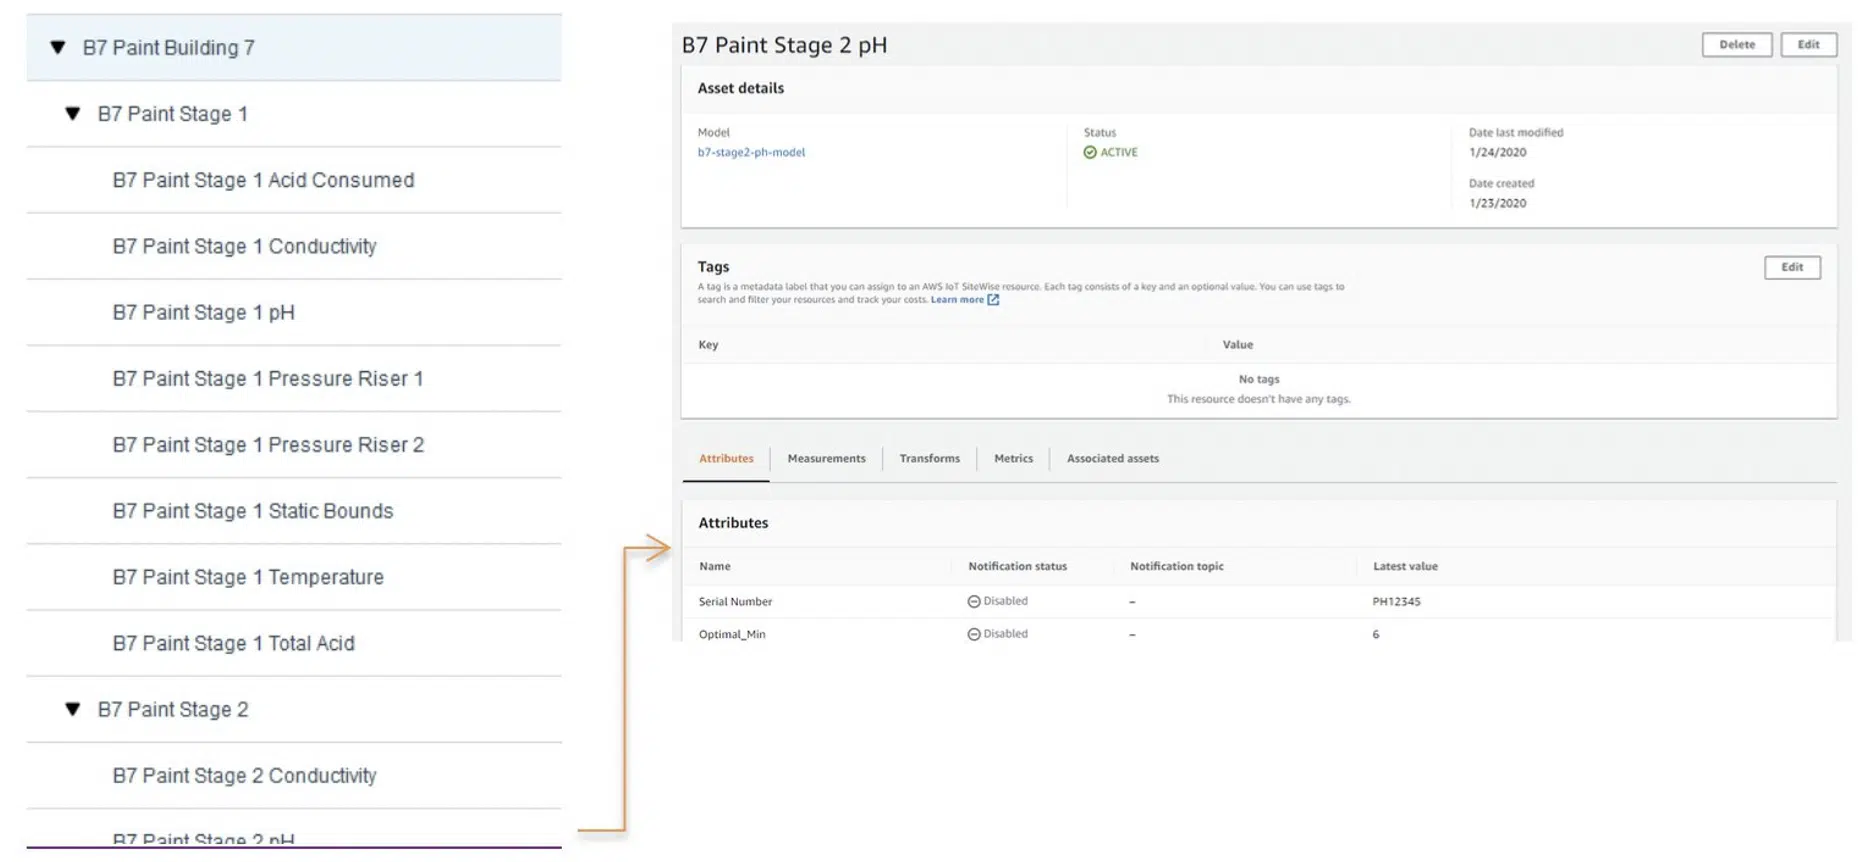 B7 Paint Building 7
B7 Paint Stage 1
B7 Paint Stage 1 Acid Consumed
B7 Paint Stage 1 Conductivity
B7 Paint Stage 1 pH
B7 Paint Stage 1 Pressure Riser 1
B7 Paint Stage 1 Pressure Riser 2
B7 Paint Stage 1 Static Bounds
B7 Paint Stage 1 Temperature
B7 Paint Stage 1 Total Acid
B7 Paint Stage 2
B7 Paint Stage 2 Conductivity
B7 Paint Stage 2 pH
B7 Paint Stage 2 pH Delete Edit
Asset details
Model Status Date last modified
b7-stage2-ph-model ACTIVE 1/24/2020
Date created
1/23/2020
Tags Edit
A tag is a metadata label that you can assign to an AWS IoT SiteWise resource. Each tag consists of a key and an optional value. You can use tags to
search and filter your resources and track your costs. Learn more
Key Value
No tags
This resource doesn't have any tags.
Attributes Measurements Transforms Metrics Associated assets
Attributes
Name Notification status Notification topic Latest value
Serial Number Disabled – PH12345
Optimal_Min Disabled – 6